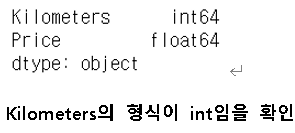 Kilometers      int64
Price         float64
dtype: object
Kilometers의 형식이 int임을 확인